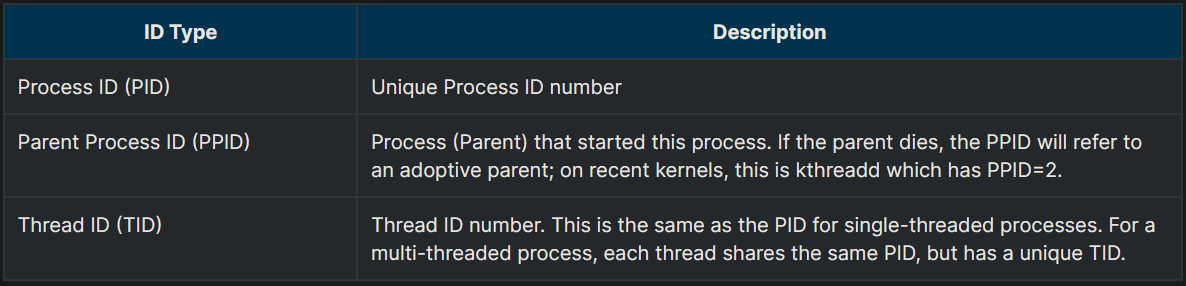 ID Type
Description
Process ID (PID)
Unique Process ID number
Parent Process ID (PPID)
Process (Parent) that started this process. If the parent dies, the PPID will refer to
an adoptive parent; on recent kernels, this is kthreadd which has PPID=2.
Thread ID (TID)
Thread ID number. This is the same as the PID for single-threaded processes. For a
multi-threaded process, each thread shares the same PID, but has a unique TID.